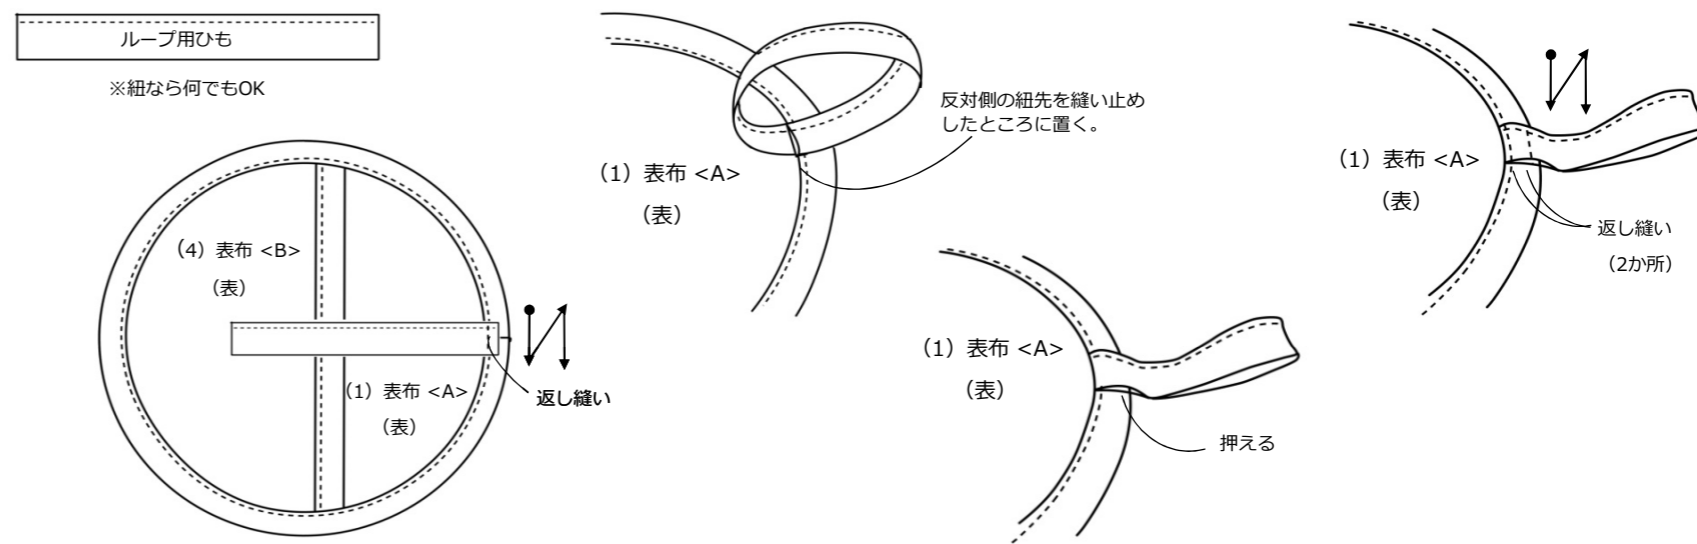 ループ用ひも
※紐なら何でもOK
(4)表布 <B>
(表)
(1)表布 <A>
(表)
返し縫い
(1)表布 <A>
(表)
反対側の紐先を縫い止め
したところに置く。
(1)表布 <A>
(表)
押える
(1)表布 <A>
(表)
返し縫い
(2か所)